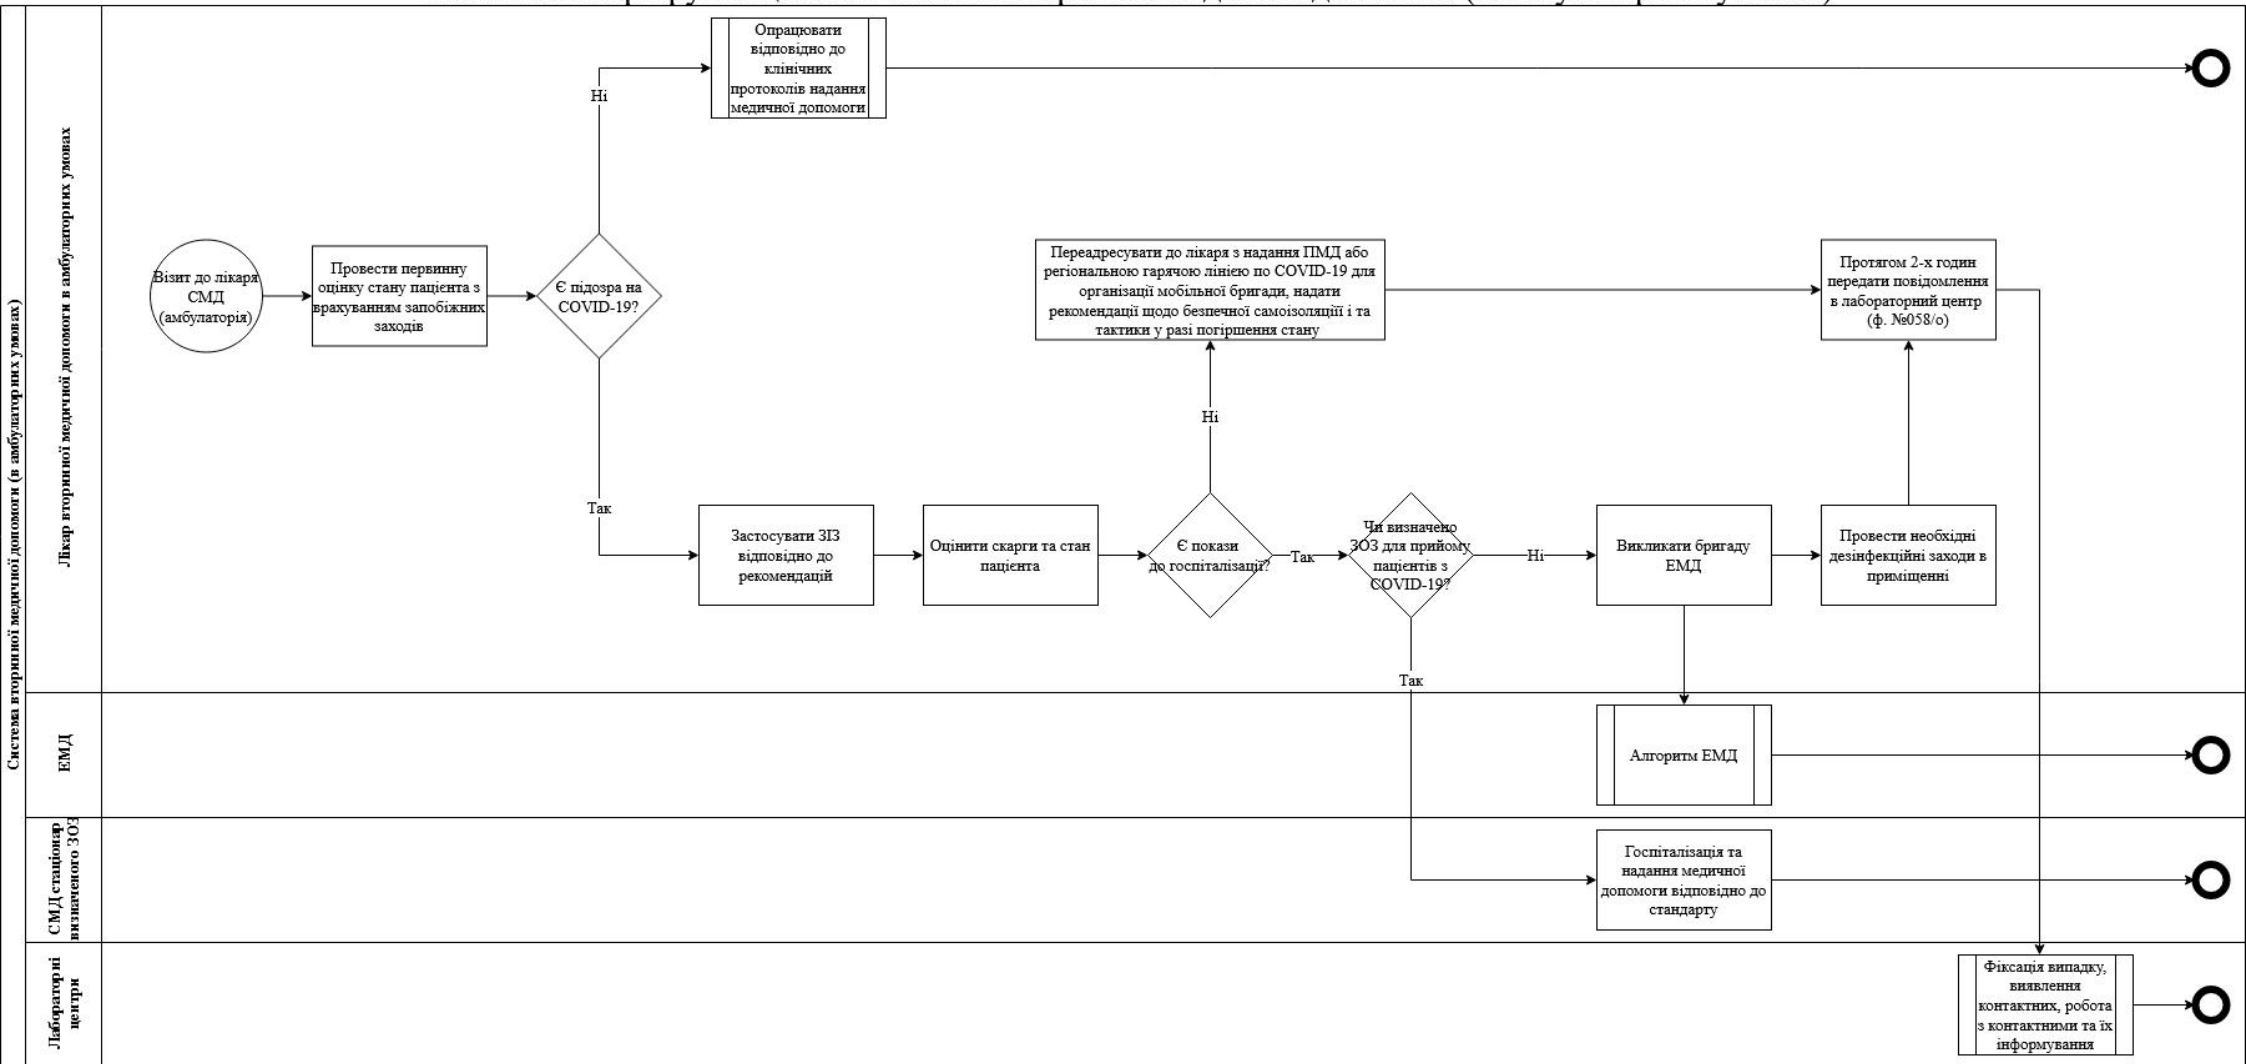 Система вторинної медичної допомоги (в амбулаторних умовах)
Лікар вторинної медичної допомоги в амбулаторних умовах
Опрацювати
відповідно до
клінічних
протоколів надання
медичної допомоги
Ні
Візит до лікаря
СМД
(амбулаторія)
Провести первинну
оцінку стану пацієнта з
врахуванням запобіжних
заходів
Є підозра на
COVID-19?
Переадресувати до лікаря з надання ПМД або
регіональною гарячою лінією по COVID-19 для
організації мобільної бригади, надати
рекомендації щодо безпечної самоізоляціїі і та
тактики у разі погіршення стану
Протягом 2-х годин
передати повідомлення
в лабораторний центр
(ф. №058/о)
Ні
Так
Застосувати ЗІЗ
відповідно до
рекомендацій
Оцінити скарги та стан
пацієнта
Є покази
до госпіталізації?
Так
Чи визначено
ЗОЗ для прийому
пацієнтів з
COVID-19?
Ні
Викликати бригаду
ЕМД
Провести необхідні
дезінфекційні заходи в
приміщенні
Так
ЕМД
Алгоритм ЕМД
СМД стаціонар
визначеного ЗОЗ
Госпіталізація та
надання медичної
допомоги відповідно до
стандарту
Лабораторні
центри
Фіксація випадку,
виявлення
контактних, робота
з контактними та їх
інформування